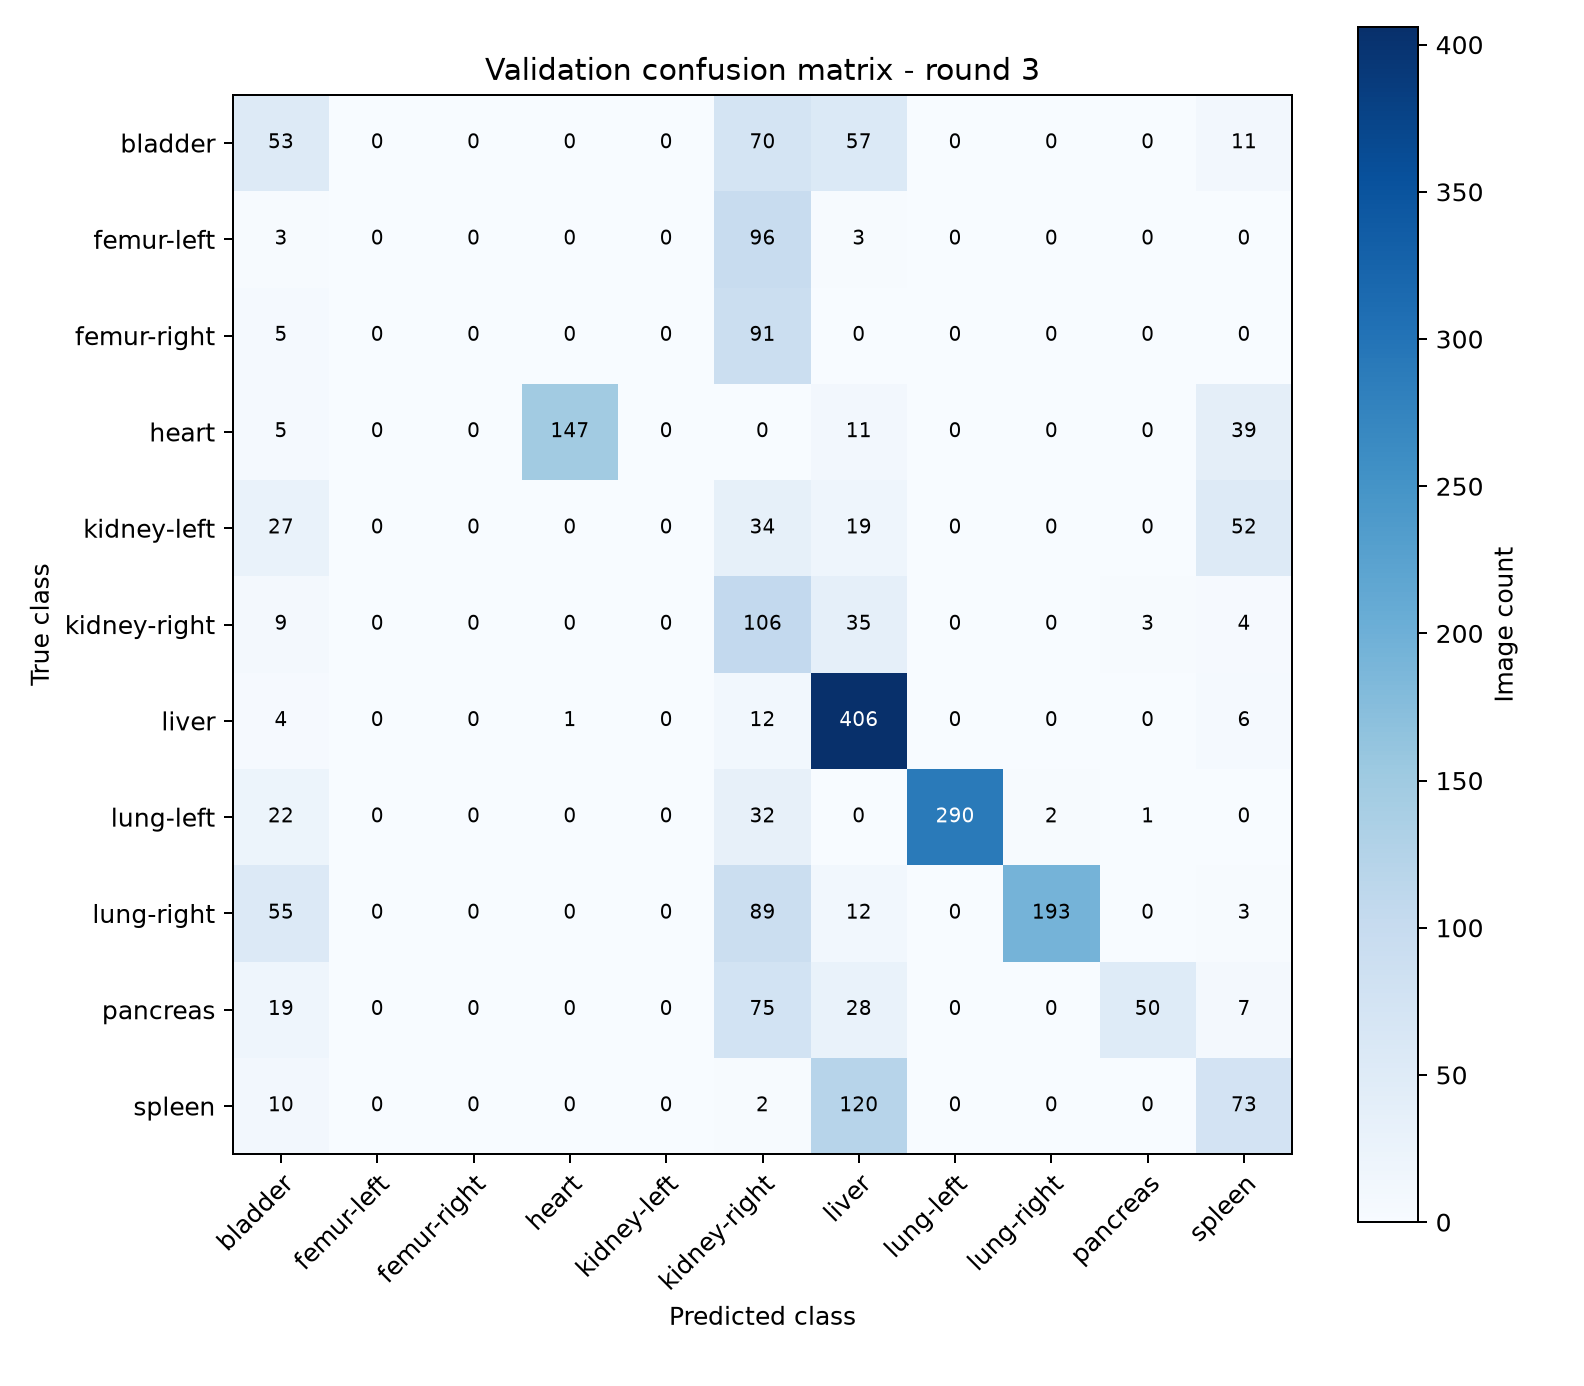 Validation confusion matrix - round 3
True class
bladder 53 0 0 0 0 70 57 0 0 0 11
femur-left 3 0 0 0 0 96 3 0 0 0 0
femur-right 5 0 0 0 0 91 0 0 0 0 0
heart 5 0 0 147 0 0 11 0 0 0 39
kidney-left 27 0 0 0 0 34 19 0 0 0 52
kidney-right 9 0 0 0 0 106 35 0 0 3 4
liver 4 0 0 1 0 12 406 0 0 0 6
lung-left 22 0 0 0 0 32 0 290 2 1 0
lung-right 55 0 0 0 0 89 12 0 193 0 3
pancreas 19 0 0 0 0 75 28 0 0 50 7
spleen 10 0 0 0 0 2 120 0 0 0 73
bladder femur-left femur-right heart kidney-left kidney-right liver lung-left lung-right pancreas spleen
Predicted class
400
350
300
250
200
150
100
50
0
Image count